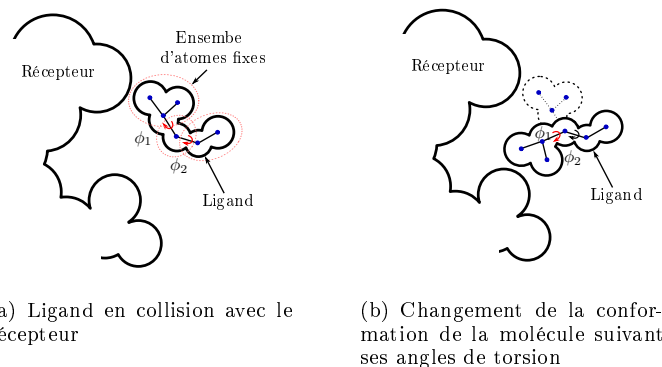 Ensembe
d'atomes fixes
Récepteur
ϕ1
ϕ2
Ligand
a) Ligand en collision avec le
écepteur
Récepteur
ϕ1
ϕ2
Ligand
(b) Changement de la confor-
mation de la molécule suivant
ses angles de torsion